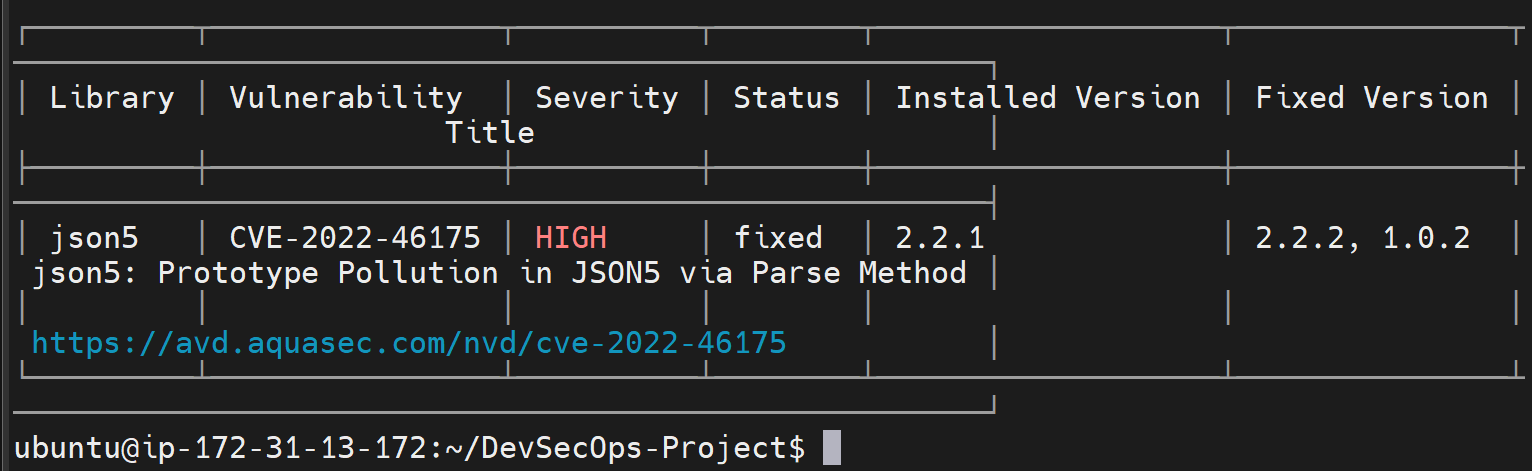 Library Vulnerability Severity Status Installed Version Fixed Version
Title
json5 CVE-2022-46175 HIGH fixed 2.2.1 2.2.2, 1.0.2
json5: Prototype Pollution in JSON5 via Parse Method
https://avd.aquasec.com/nvd/cve-2022-46175
ubuntu@ip-172-31-13-172:~/DevSecOps-Project$